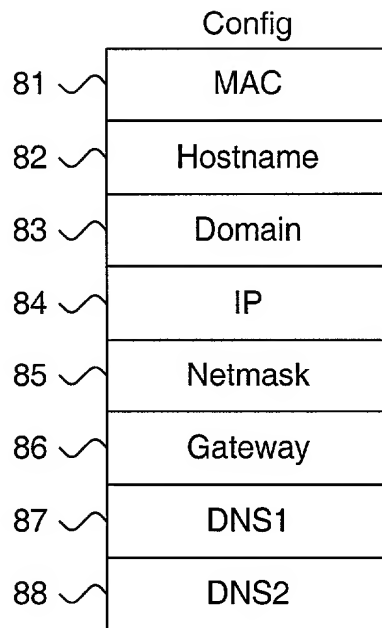 Config
81 MAC
82 Hostname
83 Domain
84 IP
85 Netmask
86 Gateway
87 DNS1
88 DNS2